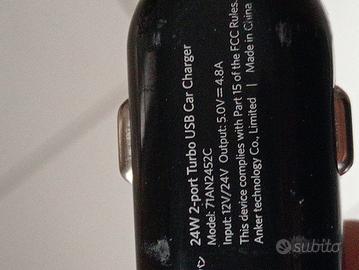 24W 2-port Turbo USB Car Charger
Model: 71AN2452C
Input: 12V/24V Output: 5.0V⎓4.8A
This device complies with Part 15 of the FCC Rules.
Anker technology Co., Limited | Made in China
subito